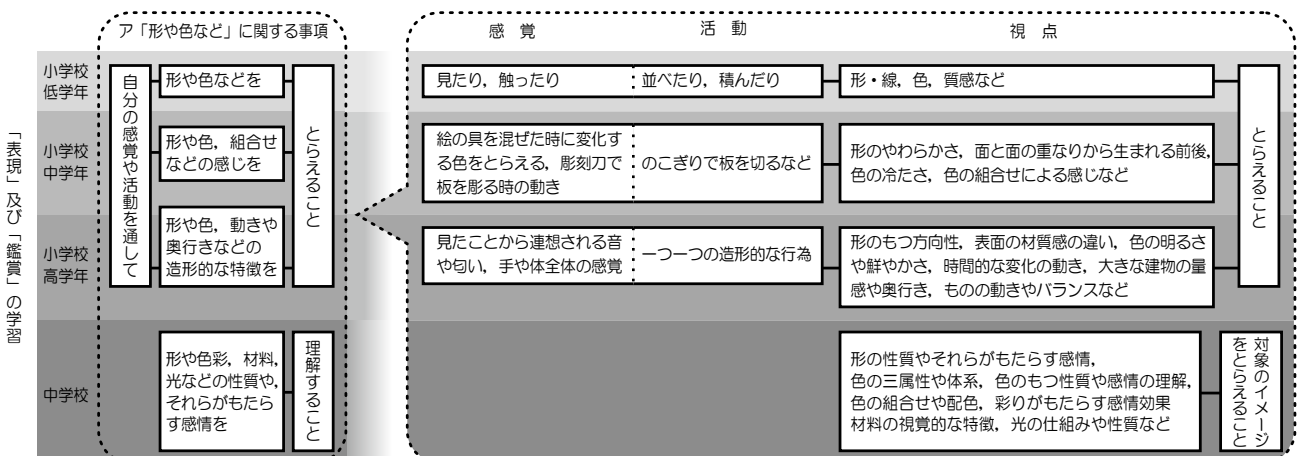 「表現」及び「鑑賞」の学習
ア「形や色など」に関する事項
感 覚
活 動
視 点
小学校
低学年
小学校
中学年
小学校
高学年
中学校
自分の感覚や活動を通して
形や色などを
形や色，組合せ
などの感じを
形や色，動きや
奥行きなどの
造形的な特徴を
とらえること
形や色彩，材料，
光などの性質や，
それらがもたら
す感情を
理解すること
見たり，触ったり
並べたり，積んだり
形・線，色，質感など
絵の具を混ぜた時に変化す
る色をとらえる，彫刻刀で
板を彫る時の動き
のこぎりで板を切るなど
形のやわらかさ，面と面の重なりから生まれる前後，
色の冷たさ，色の組合せによる感じなど
見たことから連想される音
や匂い，手や体全体の感覚
一つ一つの造形的な行為
形のもつ方向性，表面の材質感の違い，色の明るさ
や鮮やかさ，時間的な変化の動き，大きな建物の量
感や奥行き，ものの動きやバランスなど
とらえること
形の性質やそれらがもたらす感情，
色の三属性や体系，色のもつ性質や感情の理解，
色の組合せや配色，彩りがもたらす感情効果
材料の視覚的な特徴，光の仕組みや性質など
対象のイメージ
をとらえること